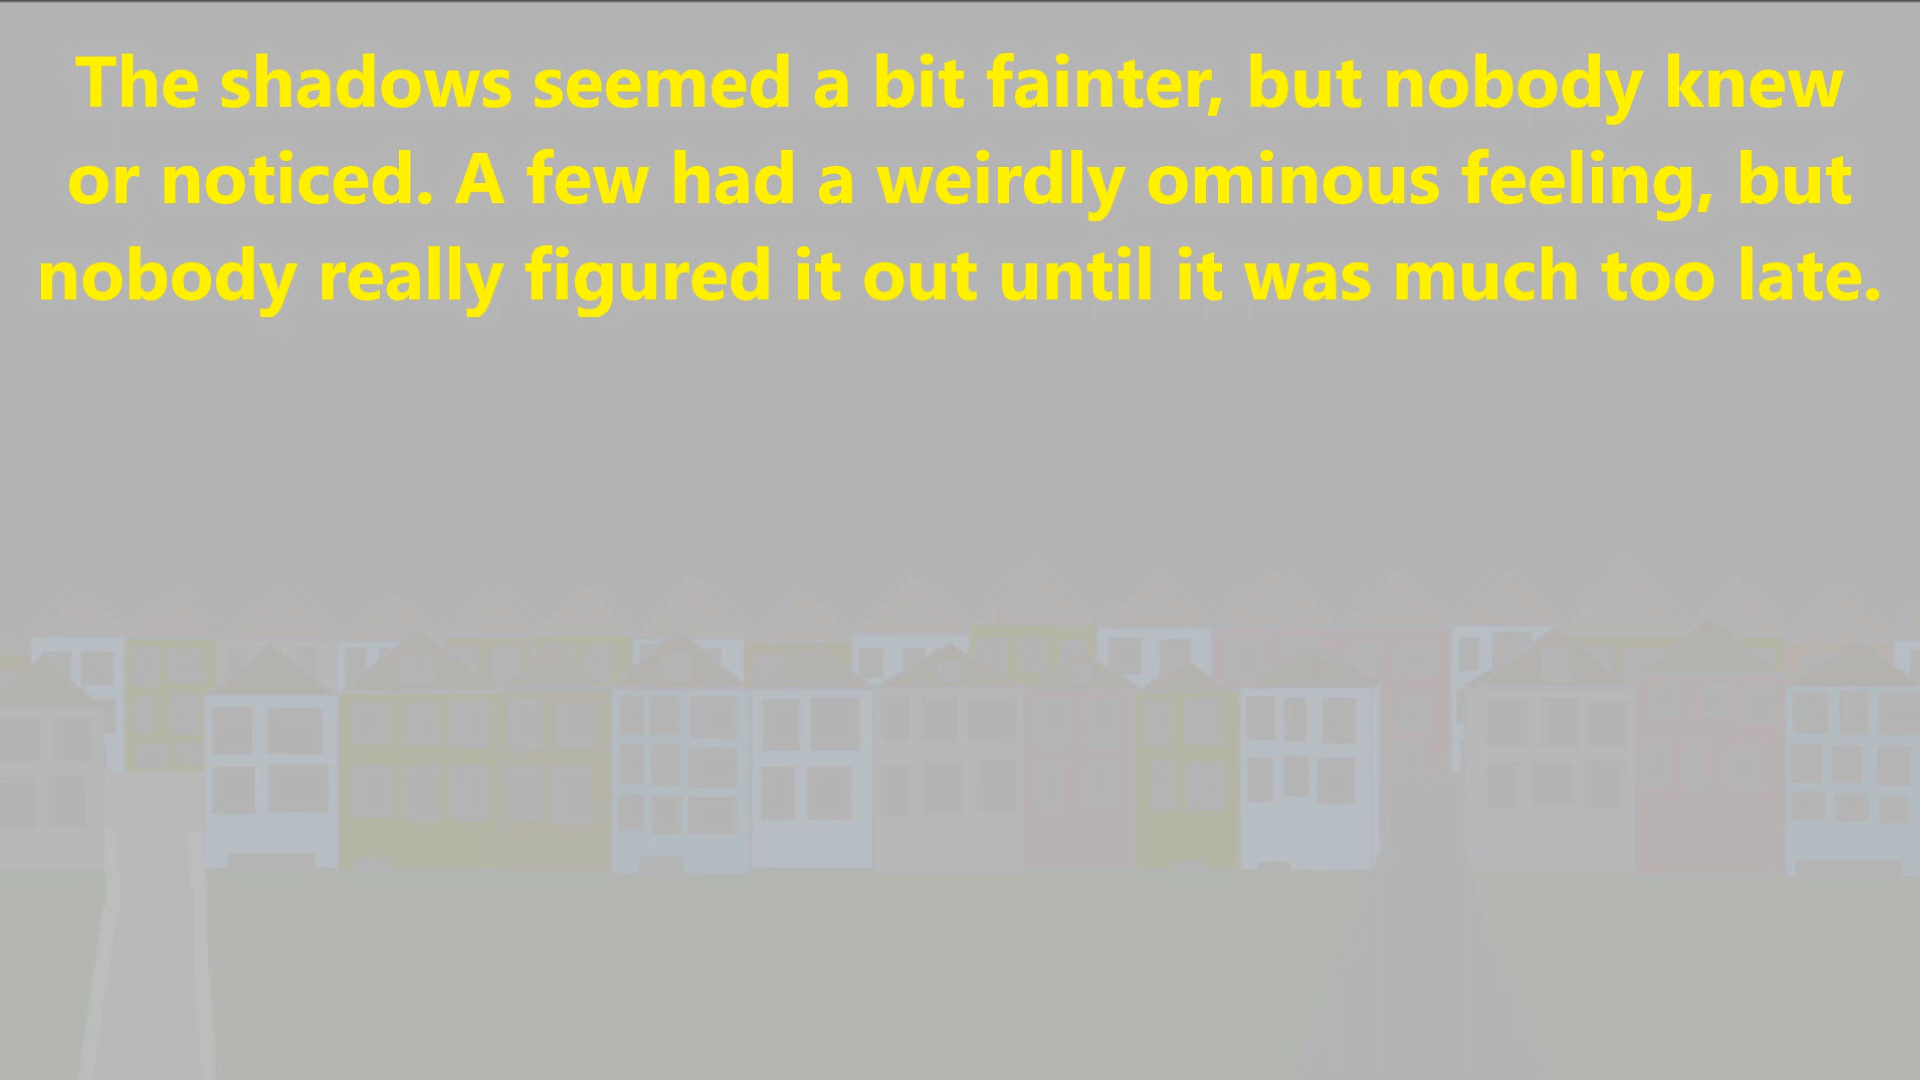 The shadows seemed a bit fainter, but nobody knew
or noticed. A few had a weirdly ominous feeling, but
nobody really figured it out until it was much too late.